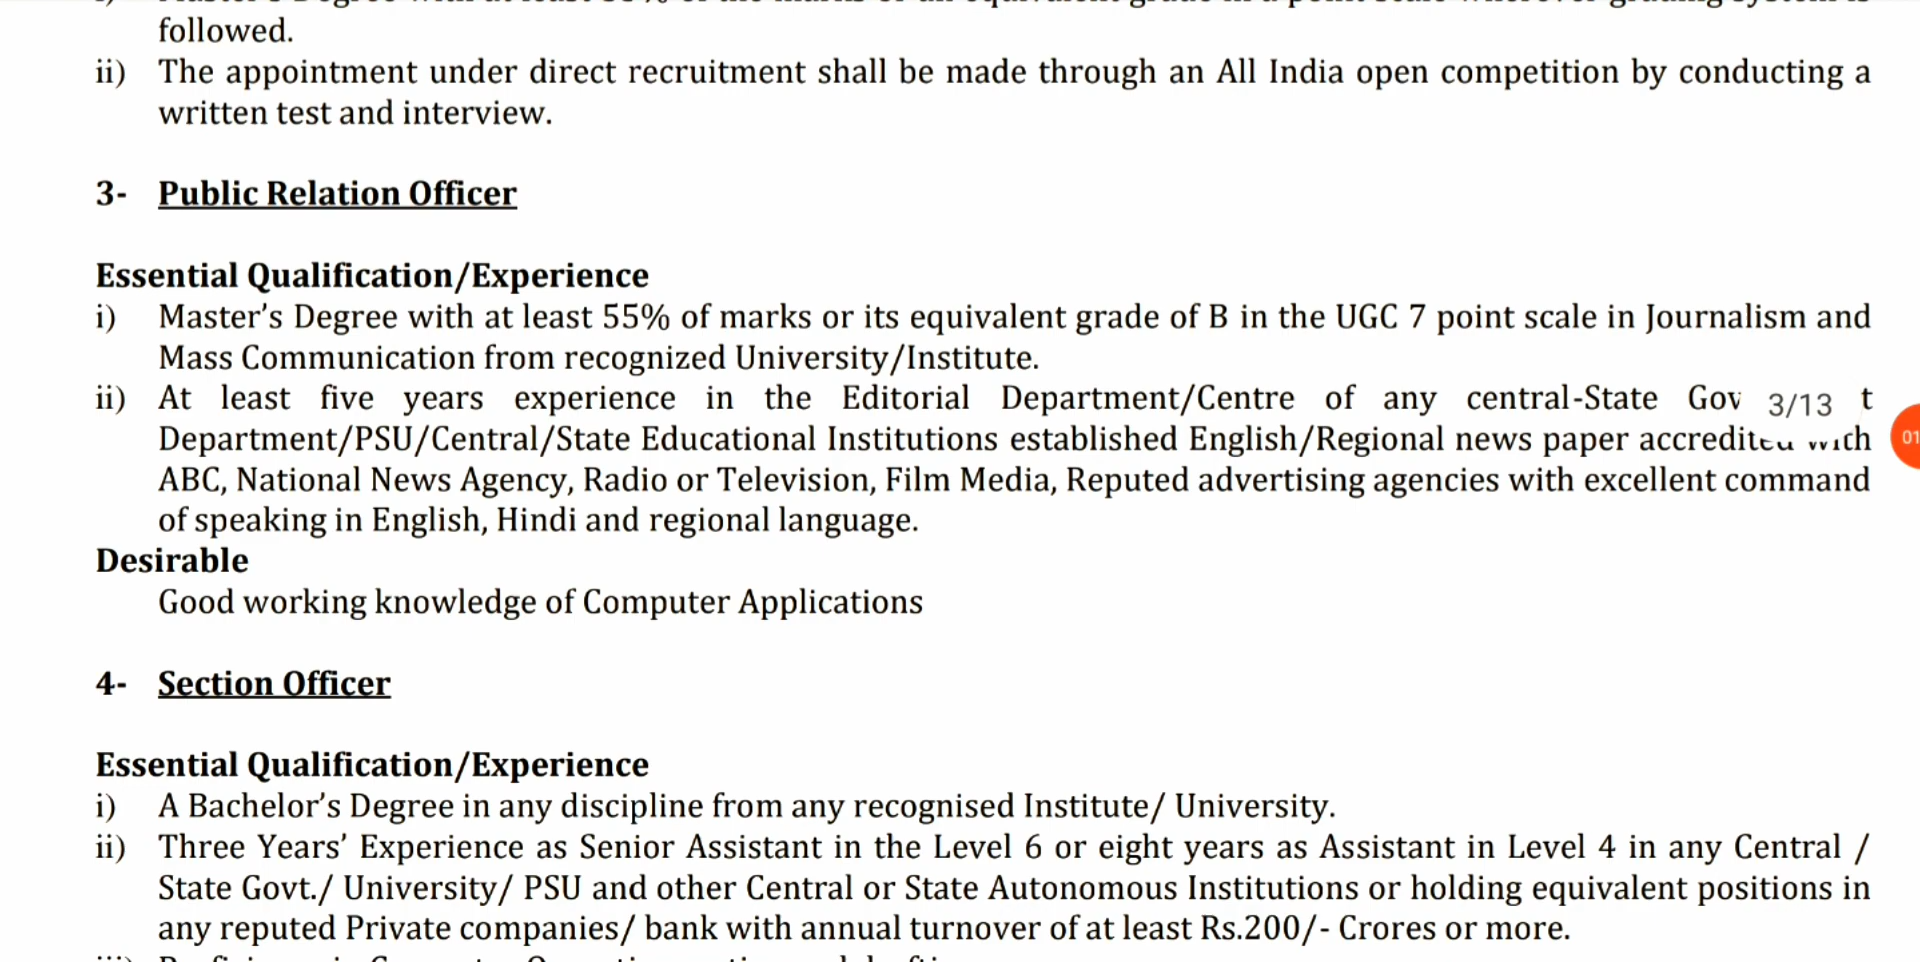 followed.
ii) The appointment under direct recruitment shall be made through an All India open competition by conducting a
written test and interview.
3- Public Relation Officer
Essential Qualification/Experience
i) Master's Degree with at least 55% of marks or its equivalent grade of B in the UGC 7 point scale in Journalism and
Mass Communication from recognized University/Institute.
ii) At least five years experience in the Editorial Department/Centre of any central-State Gov 3/13 t
Department/PSU/Central/State Educational Institutions established English/Regional news paper accredited with
01
ABC, National News Agency, Radio or Television, Film Media, Reputed advertising agencies with excellent command
of speaking in English, Hindi and regional language.
Desirable
Good working knowledge of Computer Applications
4- Section Officer
Essential Qualification/Experience
i) A Bachelor's Degree in any discipline from any recognised Institute/ University.
ii) Three Years' Experience as Senior Assistant in the Level 6 or eight years as Assistant in Level 4 in any Central /
State Govt./ University/ PSU and other Central or State Autonomous Institutions or holding equivalent positions in
any reputed Private companies/ bank with annual turnover of at least Rs.200/- Crores or more.